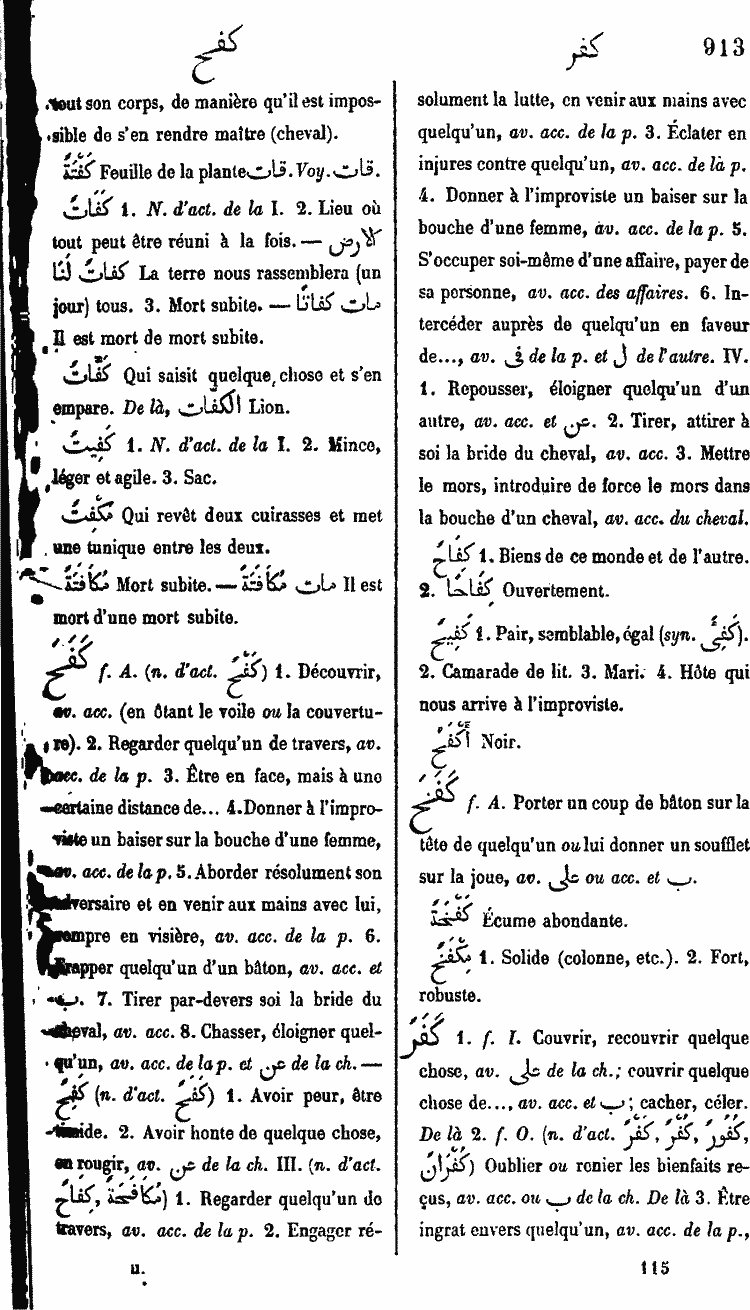 كفح
كفر 913
tout son corps, de manière qu'il est impos-
sible de s'en rendre maître (cheval).
كَفْتَةٌ Feuille de la plante قات. Voy. قات.
كِفَاتٌ 1. N. d'act. de la I. 2. Lieu où
tout peut être réuni à la fois. — الارض
كفاتٌ لَنَا La terre nous rassemblera (un
jour) tous. 3. Mort subite. — مات كفاتًا
Il est mort de mort subite.
كَفَّاتٌ Qui saisit quelque chose et s'en
empare. De là, الكَفَّات Lion.
كَفِيتٌ 1. N. d'act. de la I. 2. Mince,
léger et agile. 3. Sac.
مُكْفِتٌ Qui revêt deux cuirasses et met
une tunique entre les deux.
مُكَافَتَةٌ Mort subite. — مات مُكَافَتَةً Il est
mort d'une mort subite.
كَفَحَ f. A. (n. d'act. كَفْحٌ) 1. Découvrir,
av. acc. (en ôtant le voile ou la couvertu-
re). 2. Regarder quelqu'un de travers, av.
acc. de la p. 3. Être en face, mais à une
certaine distance de... 4. Donner à l'impro-
viste un baiser sur la bouche d'une femme,
av. acc. de la p. 5. Aborder résolument son
adversaire et en venir aux mains avec lui,
rompre en visière, av. acc. de la p. 6.
Frapper quelqu'un d'un bâton, av. acc. et
ب. 7. Tirer par-devers soi la bride du
cheval, av. acc. 8. Chasser, éloigner quel-
qu'un, av. acc. de la p. et عن de la ch. —
كَفِحَ (n. d'act. كَفَحٌ) 1. Avoir peur, être
timide. 2. Avoir honte de quelque chose,
en rougir, av. عن de la ch. III. (n. d'act.
كِفَاحٌ, مُكَافَحَةٌ) 1. Regarder quelqu'un de
travers, av. acc. de la p. 2. Engager ré-
II.
solument la lutte, en venir aux mains avec
quelqu'un, av. acc. de la p. 3. Éclater en
injures contre quelqu'un, av. acc. de là p.
4. Donner à l'improviste un baiser sur la
bouche d'une femme, av. acc. de la p. 5.
S'occuper soi-même d'une affaire, payer de
sa personne, av. acc. des affaires. 6. In-
tercéder auprès de quelqu'un en faveur
de..., av. في de la p. et ل de l'autre. IV.
1. Repousser, éloigner quelqu'un d'un
autre, av. acc. et عن. 2. Tirer, attirer à
soi la bride du cheval, av. acc. 3. Mettre
le mors, introduire de force le mors dans
la bouche d'un cheval, av. acc. du cheval.
كِفَاحٌ 1. Biens de ce monde et de l'autre.
2. كِفَاحًا Ouvertement.
كَفِيحٌ 1. Pair, semblable, égal (syn. كَفِيءٌ).
2. Camarade de lit. 3. Mari. 4. Hôte qui
nous arrive à l'improviste.
أَكْفَحُ Noir.
كَفَخَ f. A. Porter un coup de bâton sur la
tête de quelqu'un ou lui donner un soufflet
sur la joue, av. على ou acc. et ب.
كَفْخَةٌ Écume abondante.
مِكْفَخٌ 1. Solide (colonne, etc.). 2. Fort,
robuste.
كَفَرَ 1. f. I. Couvrir, recouvrir quelque
chose, av. على de la ch.; couvrir quelque
chose de..., av. acc. et ب; cacher, céler.
De là 2. f. O. (n. d'act. كُفْرٌ, كَفْرٌ, كُفُورٌ,
كُفْرَانٌ) Oublier ou renier les bienfaits re-
çus, av. acc. ou ب de la ch. De là 3. Être
ingrat envers quelqu'un, av. acc. de la p.,
115